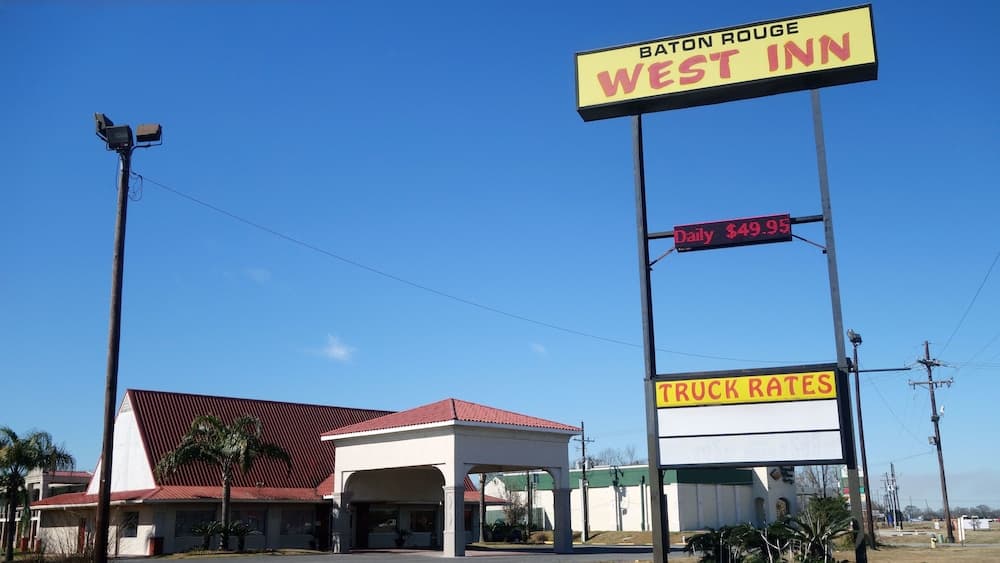 BATON ROUGE
WEST INN
Daily $49.95
TRUCK RATES